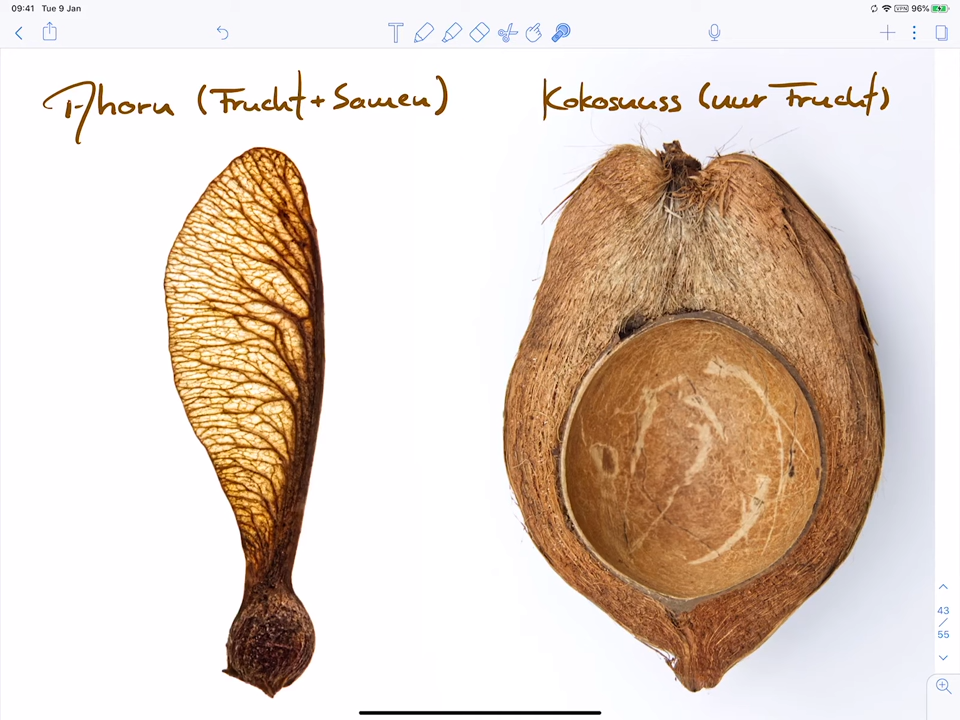 09:41 Tue 9 Jan
VPN 96%
T
Ahorn (Frucht + Samen)
Kokosnuss (nur Frucht)
43
/
55